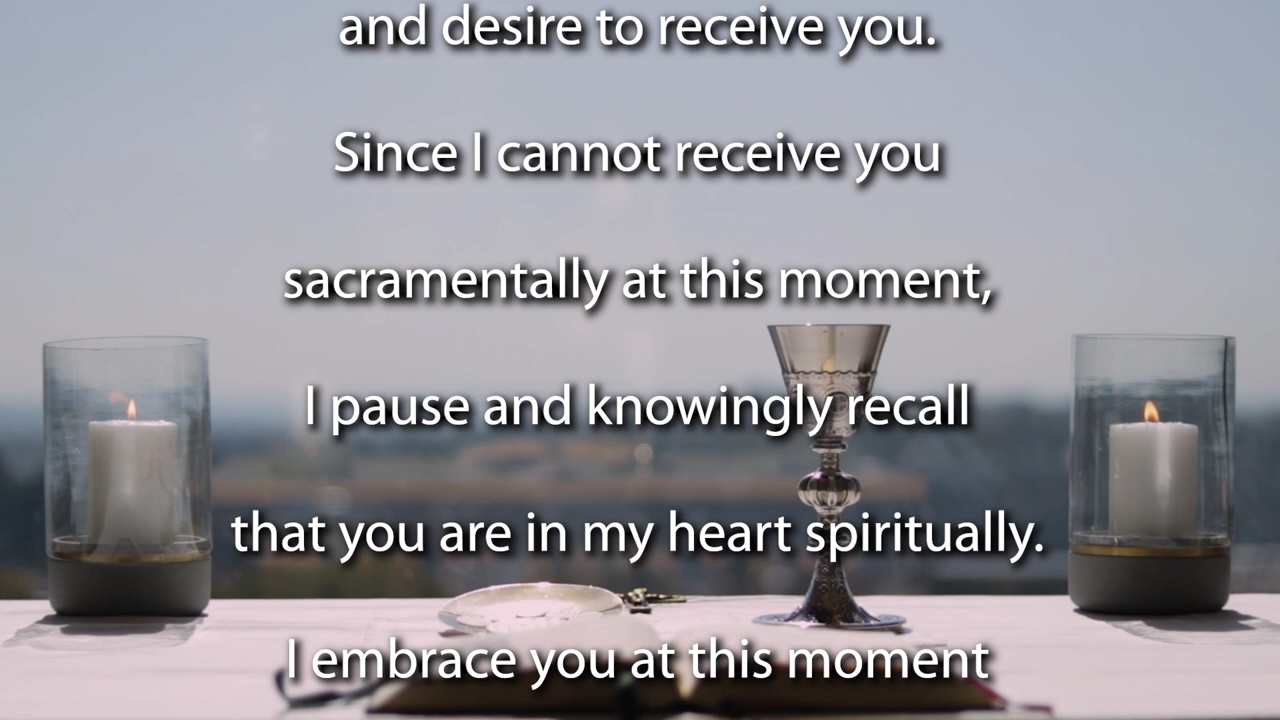 and desire to receive you.
Since I cannot receive you
sacramentally at this moment,
I pause and knowingly recall
that you are in my heart spiritually.
I embrace you at this moment